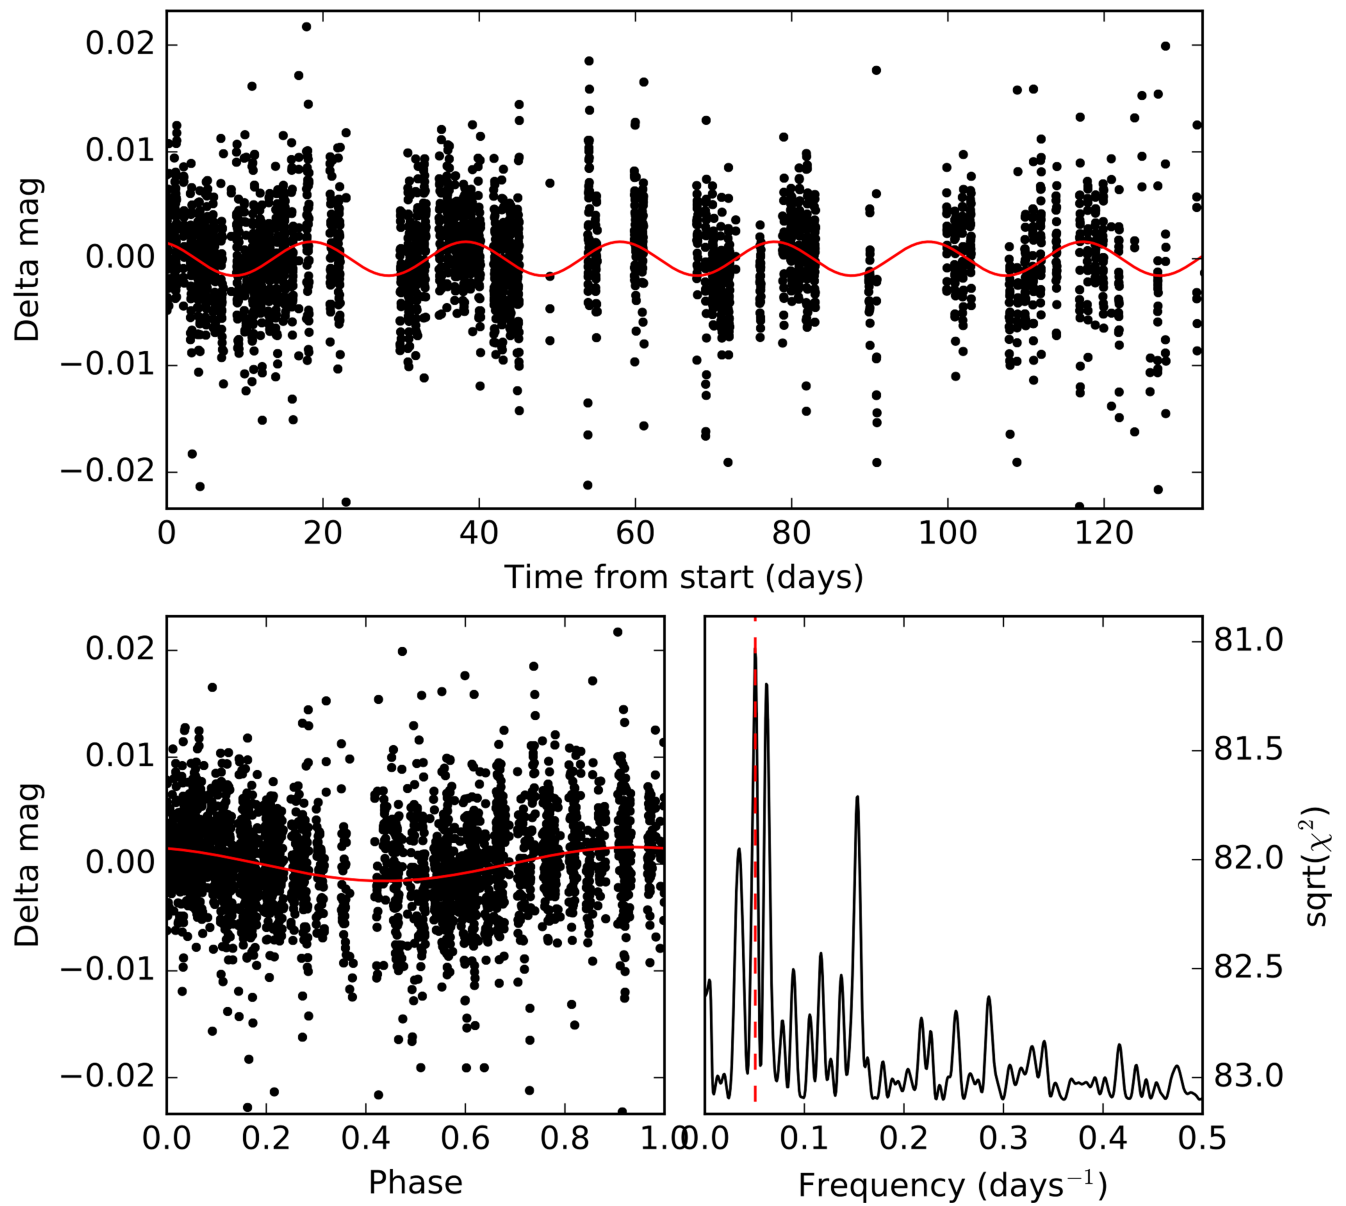 0.02
0.01
0.00
−0.01
−0.02
Delta mag
0 20 40 60 80 100 120
Time from start (days)
0.02
0.01
0.00
−0.01
−0.02
Delta mag
0.0 0.2 0.4 0.6 0.8 1.0
Phase
81.0
81.5
82.0
82.5
83.0
sqrt(χ²)
0.0 0.1 0.2 0.3 0.4 0.5
Frequency (days⁻¹)